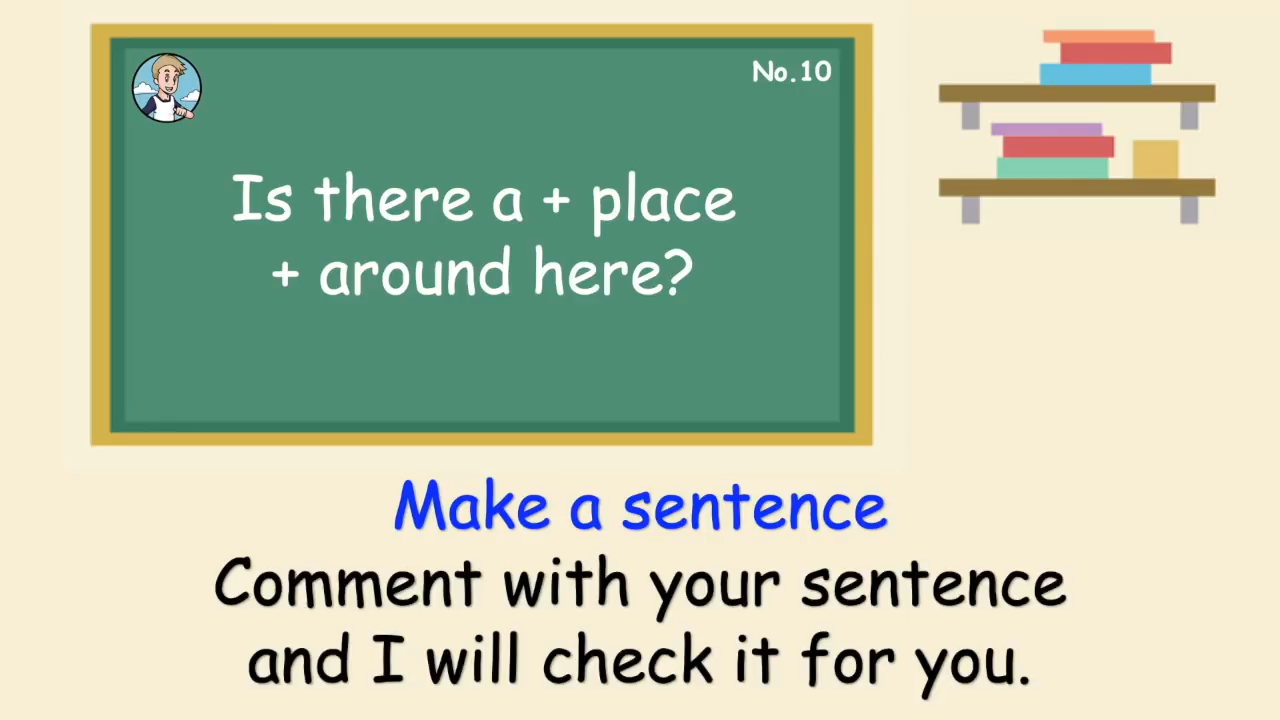 No.10
Is there a + place
+ around here?
Make a sentence
Comment with your sentence
and I will check it for you.